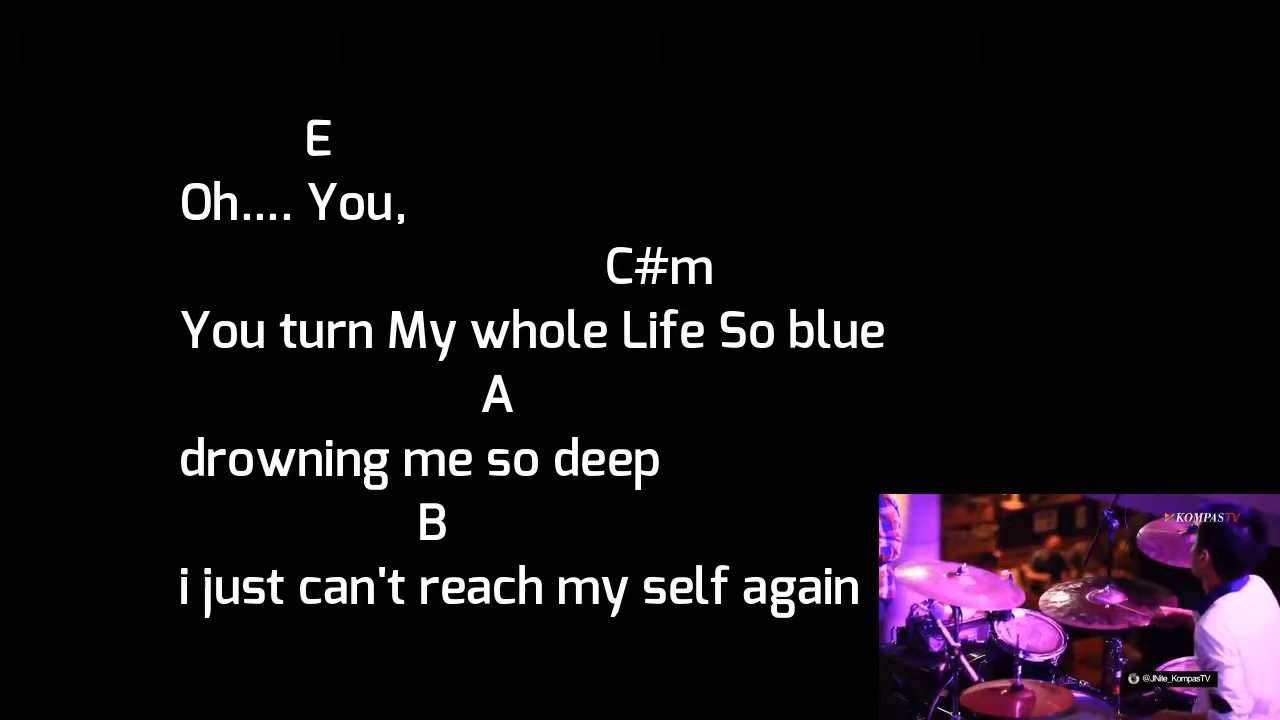 E
Oh.... You,
C#m
You turn My whole Life So blue
A
drowning me so deep
B
i just can't reach my self again
KOMPASTV
@JNite_KompasTV